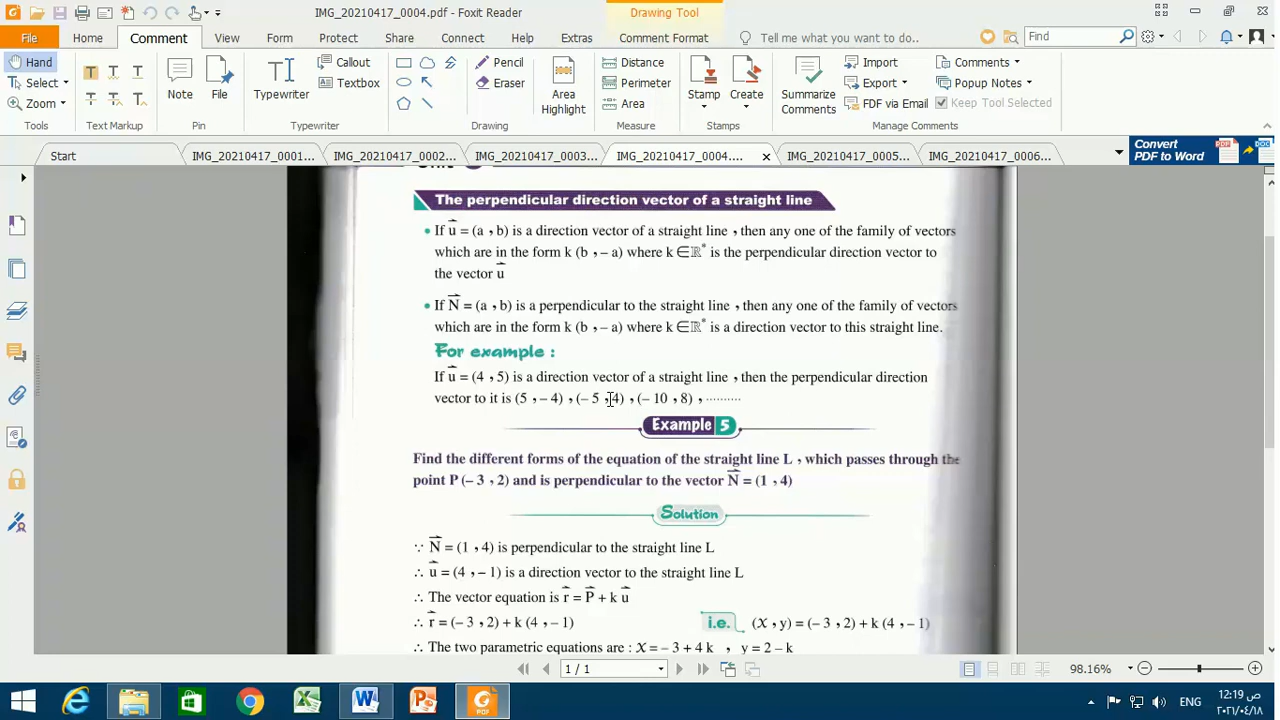 IMG_20210417_0004.pdf - Foxit Reader
Drawing Tool
File Home Comment View Form Protect Share Connect Help Extras Comment Format Tell me what you want to do... Find
Hand
Select
Zoom
Tools
Text Markup
Note
File
Pin
Typewriter
Callout
Textbox
Typewriter
Pencil
Eraser
Drawing
Area Highlight
Distance
Perimeter
Area
Measure
Stamp
Create
Stamps
Summarize Comments
Import
Export
FDF via Email
Comments
Popup Notes
Keep Tool Selected
Manage Comments
Start IMG_20210417_0001... IMG_20210417_0002... IMG_20210417_0003... IMG_20210417_0004.... IMG_20210417_0005... IMG_20210417_0006...
Convert PDF to Word
The perpendicular direction vector of a straight line
• If u⃗ = (a , b) is a direction vector of a straight line , then any one of the family of vectors
which are in the form k (b , – a) where k ∈ ℝ* is the perpendicular direction vector to
the vector u⃗
• If N⃗ = (a , b) is a perpendicular to the straight line , then any one of the family of vectors
which are in the form k (b , – a) where k ∈ ℝ* is a direction vector to this straight line.
For example :
If u⃗ = (4 , 5) is a direction vector of a straight line , then the perpendicular direction
vector to it is (5 , – 4) , (– 5 , 4) , (– 10 , 8) , .........
Example 5
Find the different forms of the equation of the straight line L , which passes through the
point P (– 3 , 2) and is perpendicular to the vector N⃗ = (1 , 4)
Solution
∵ N⃗ = (1 , 4) is perpendicular to the straight line L
∴ u⃗ = (4 , – 1) is a direction vector to the straight line L
∴ The vector equation is r⃗ = P⃗ + k u⃗
∴ r⃗ = (– 3 , 2) + k (4 , – 1) i.e. (X , y) = (– 3 , 2) + k (4 , – 1)
∴ The two parametric equations are : X = – 3 + 4 k , y = 2 – k
1 / 1
98.16%
ENG
12:19 ص
٢٠٢١/٠٤/١٨